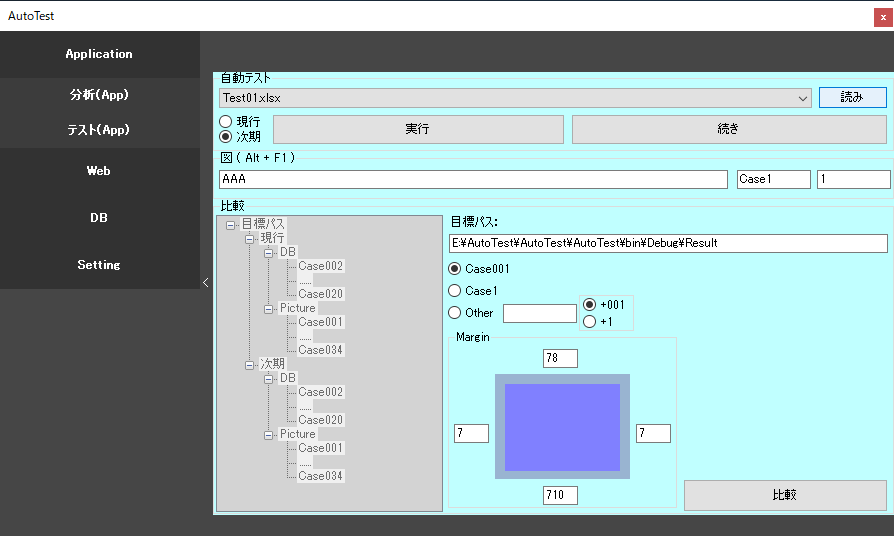 AutoTest
x
Application
分析(App)
テスト(App)
Web
DB
Setting
自動テスト
Test01.xlsx
読み
現行
次期
実行
続き
図 ( Alt + F1 )
AAA
Case1
1
比較
目標パス
現行
DB
Case002
......
Case020
Picture
Case001
......
Case034
次期
DB
Case002
......
Case020
Picture
Case001
......
Case034
目標パス:
E:¥AutoTest¥AutoTest¥AutoTest¥bin¥Debug¥Result
Case001
Case1
Other
+001
+1
Margin
78
7
7
710
比較